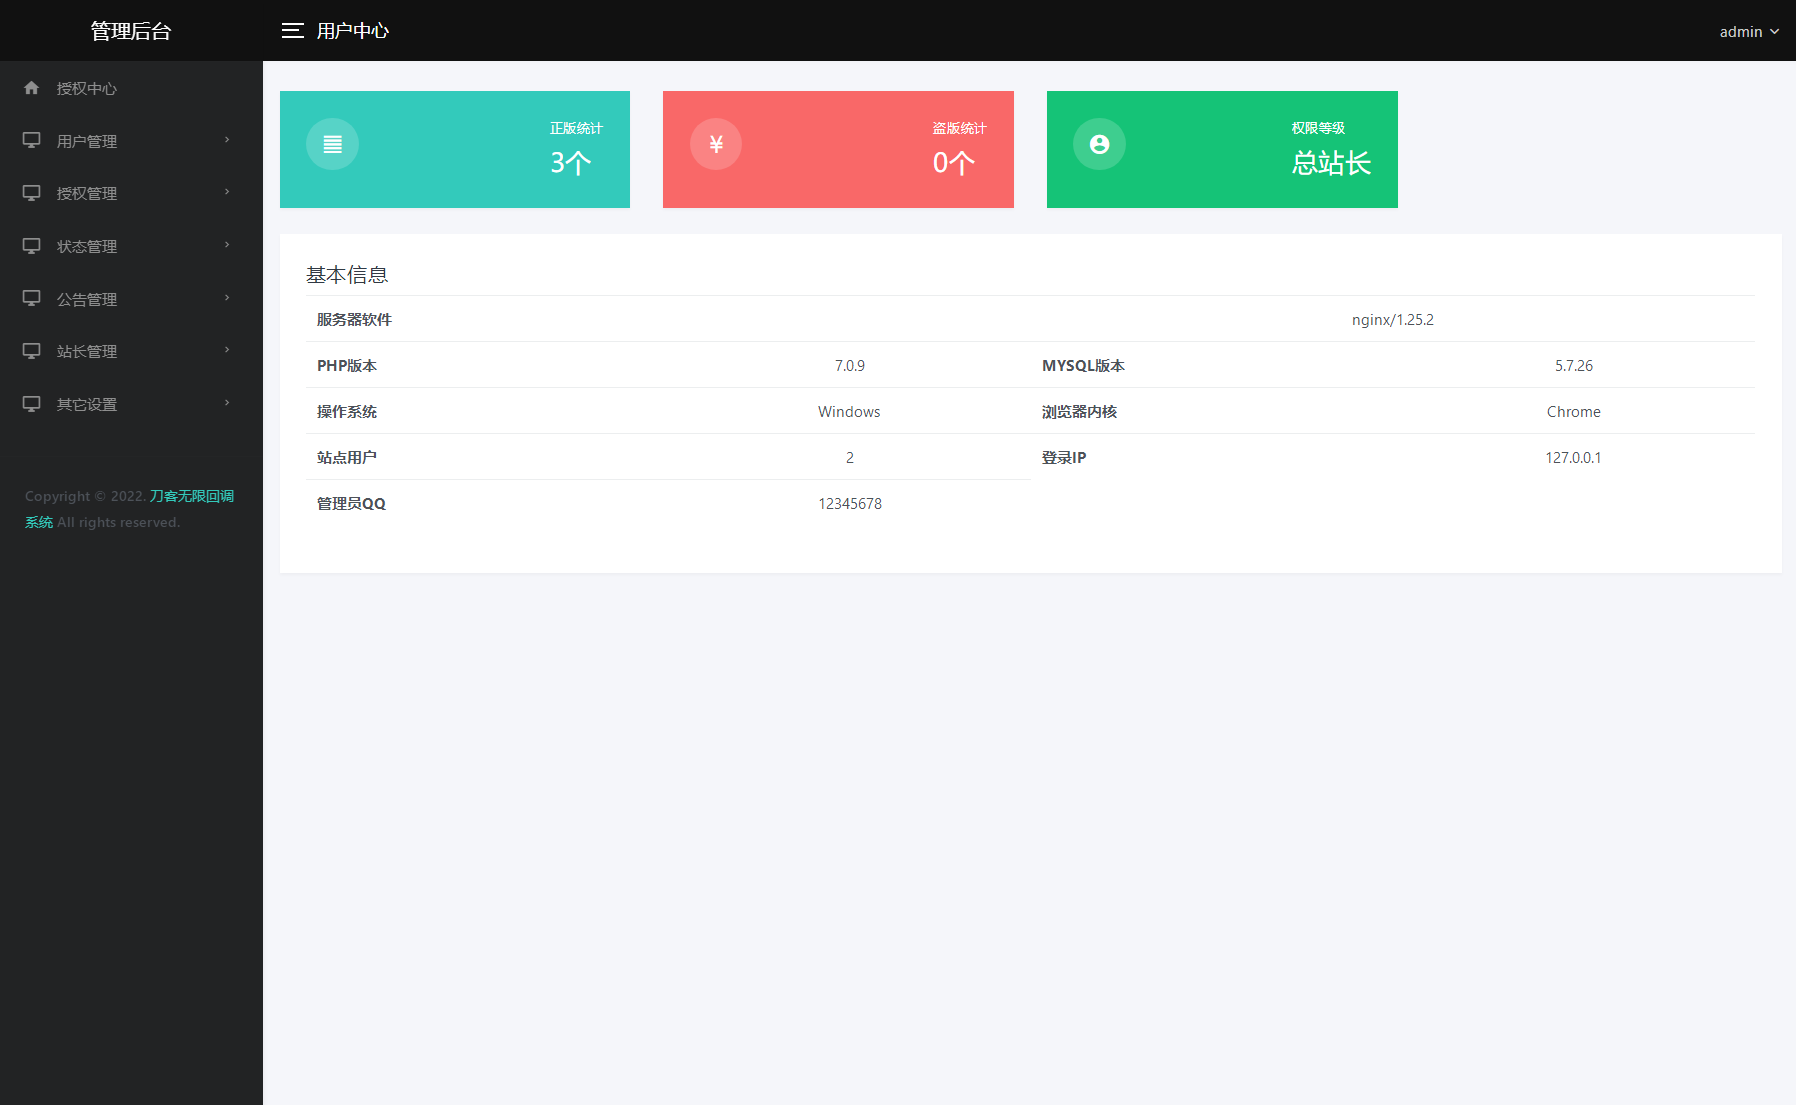 管理后台
用户中心
admin
授权中心
用户管理
授权管理
状态管理
公告管理
站长管理
其它设置
Copyright © 2022. 刀客无限回调
系统 All rights reserved.
正版统计
3个
¥
盗版统计
0个
权限等级
总站长
基本信息
服务器软件 nginx/1.25.2
PHP版本 7.0.9 MYSQL版本 5.7.26
操作系统 Windows 浏览器内核 Chrome
站点用户 2 登录IP 127.0.0.1
管理员QQ 12345678